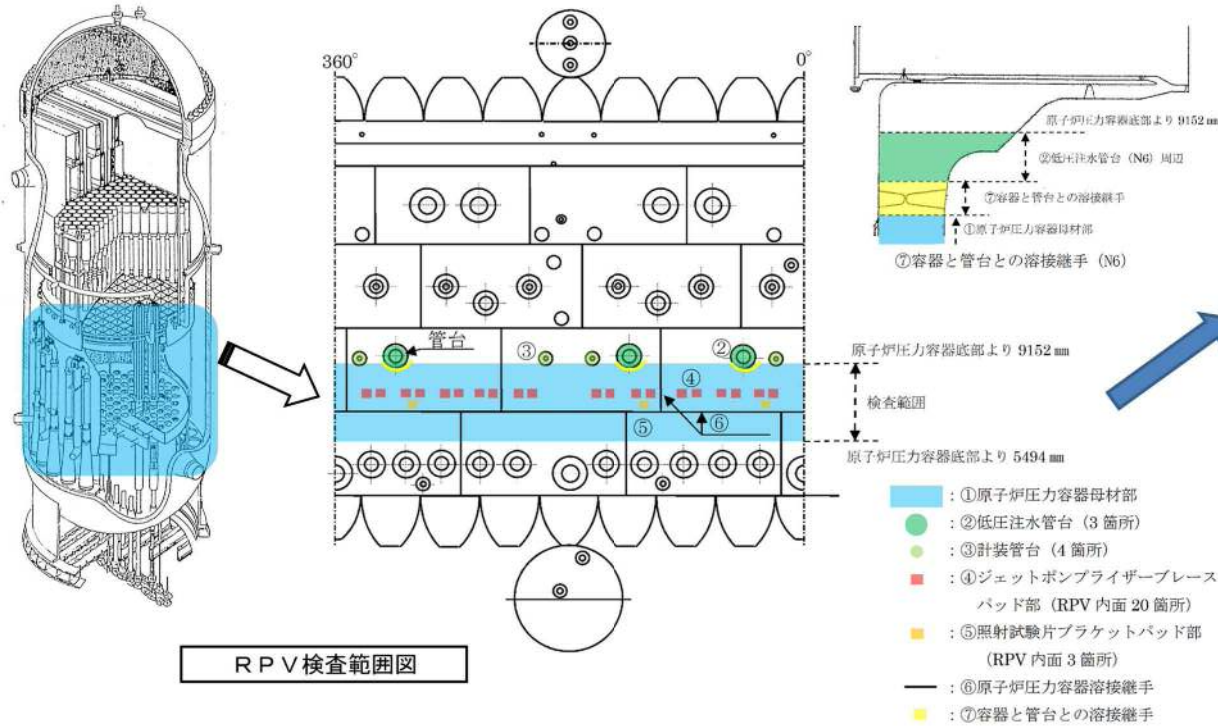 360°
0°
管台
③
②
④
⑤
⑥
原子炉圧力容器底部より 9152 mm
②低圧注水管台 (N6) 周辺
⑦容器と管台との溶接継手
①原子炉圧力容器母材部
⑦容器と管台との溶接継手 (N6)
原子炉圧力容器底部より 9152 mm
検査範囲
原子炉圧力容器底部より 5494 mm
:①原子炉圧力容器母材部
:②低圧注水管台 (3 箇所)
:③計装管台 (4 箇所)
:④ジェットポンプライザーブレース
パッド部 (RPV 内面 20 箇所)
:⑤照射試験片ブラケットパッド部
(RPV 内面 3 箇所)
:⑥原子炉圧力容器溶接継手
:⑦容器と管台との溶接継手
RPV検査範囲図